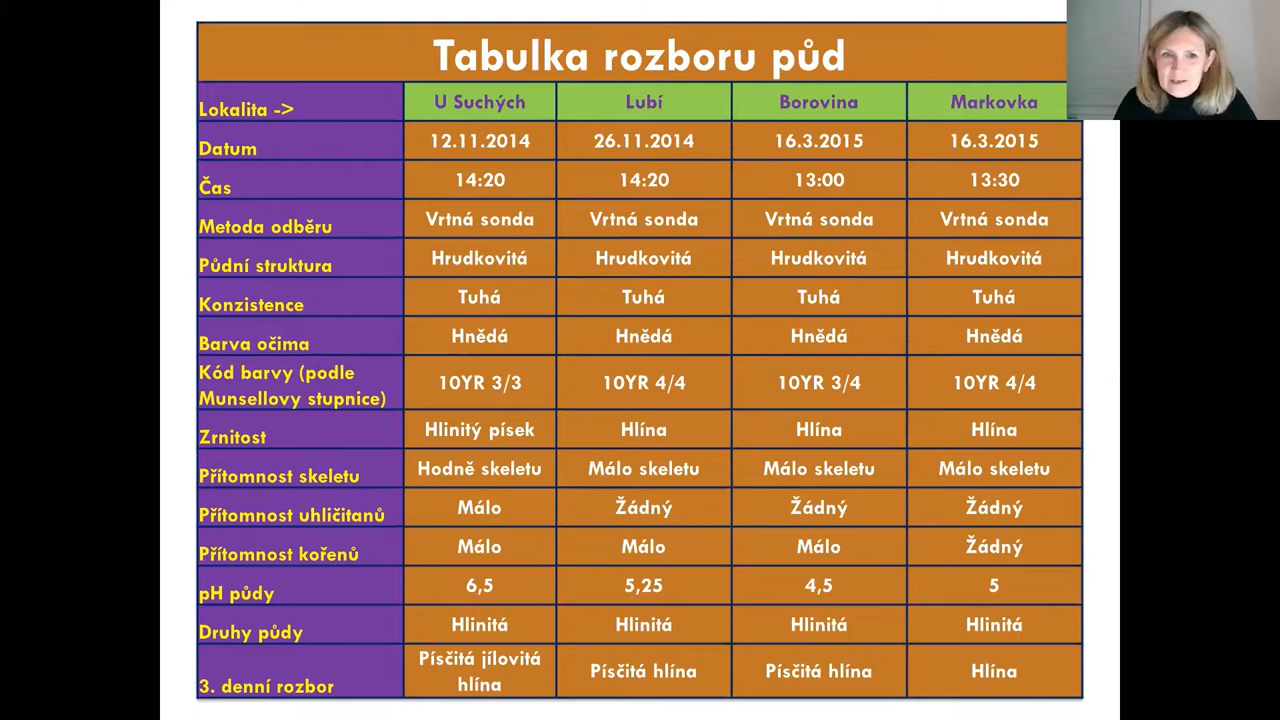 Tabulka rozboru půd
Lokalita -> U Suchých Lubí Borovina Markovka
Datum 12.11.2014 26.11.2014 16.3.2015 16.3.2015
Čas 14:20 14:20 13:00 13:30
Metoda odběru Vrtná sonda Vrtná sonda Vrtná sonda Vrtná sonda
Půdní struktura Hrudkovitá Hrudkovitá Hrudkovitá Hrudkovitá
Konzistence Tuhá Tuhá Tuhá Tuhá
Barva očima Hnědá Hnědá Hnědá Hnědá
Kód barvy (podle
Munsellovy stupnice) 10YR 3/3 10YR 4/4 10YR 3/4 10YR 4/4
Zrnitost Hlinitý písek Hlína Hlína Hlína
Přítomnost skeletu Hodně skeletu Málo skeletu Málo skeletu Málo skeletu
Přítomnost uhličitanů Málo Žádný Žádný Žádný
Přítomnost kořenů Málo Málo Málo Žádný
pH půdy 6,5 5,25 4,5 5
Druhy půdy Hlinitá Hlinitá Hlinitá Hlinitá
3. denní rozbor Písčitá jílovitá hlína Písčitá hlína Písčitá hlína Hlína